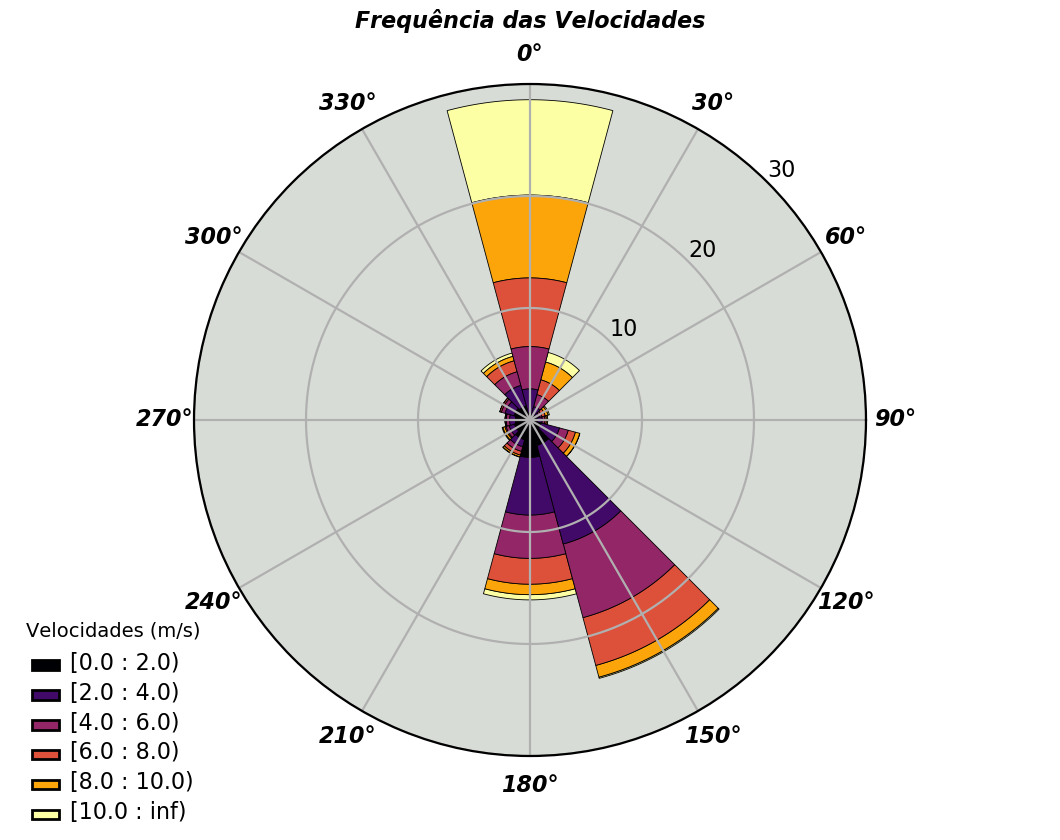 Frequência das Velocidades
0°
330°
30°
30
300°
60°
20
10
270°
90°
240°
120°
Velocidades (m/s)
[0.0 : 2.0)
[2.0 : 4.0)
[4.0 : 6.0)
210°
150°
[6.0 : 8.0)
180°
[8.0 : 10.0)
[10.0 : inf)